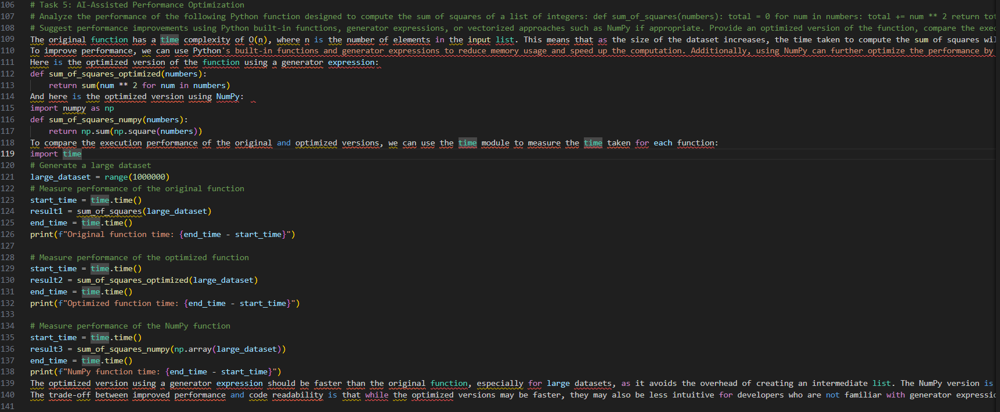 106 # Task 5: AI-Assisted Performance Optimization
107 # Analyze the performance of the following Python function designed to compute the sum of squares of a list of integers: def sum_of_squares(numbers): total = 0 for num in numbers: total += num ** 2 return tot
108 # Suggest performance improvements using Python built-in functions, generator expressions, or vectorized approaches such as NumPy if appropriate. Provide an optimized version of the function, compare the exec
109 The original function has a time complexity of O(n), where n is the number of elements in the input list. This means that as the size of the dataset increases, the time taken to compute the sum of squares wil
110 To improve performance, we can use Python's built-in functions and generator expressions to reduce memory usage and speed up the computation. Additionally, using NumPy can further optimize the performance by
111 Here is the optimized version of the function using a generator expression:
112 def sum_of_squares_optimized(numbers):
113     return sum(num ** 2 for num in numbers)
114 And here is the optimized version using NumPy:
115 import numpy as np
116 def sum_of_squares_numpy(numbers):
117     return np.sum(np.square(numbers))
118 To compare the execution performance of the original and optimized versions, we can use the time module to measure the time taken for each function:
119 import time
120 # Generate a large dataset
121 large_dataset = range(1000000)
122 # Measure performance of the original function
123 start_time = time.time()
124 result1 = sum_of_squares(large_dataset)
125 end_time = time.time()
126 print(f"Original function time: {end_time - start_time}")
127
128 # Measure performance of the optimized function
129 start_time = time.time()
130 result2 = sum_of_squares_optimized(large_dataset)
131 end_time = time.time()
132 print(f"Optimized function time: {end_time - start_time}")
133
134 # Measure performance of the NumPy function
135 start_time = time.time()
136 result3 = sum_of_squares_numpy(np.array(large_dataset))
137 end_time = time.time()
138 print(f"NumPy function time: {end_time - start_time}")
139 The optimized version using a generator expression should be faster than the original function, especially for large datasets, as it avoids the overhead of creating an intermediate list. The NumPy version is
140 The trade-off between improved performance and code readability is that while the optimized versions may be faster, they may also be less intuitive for developers who are not familiar with generator expressio
141